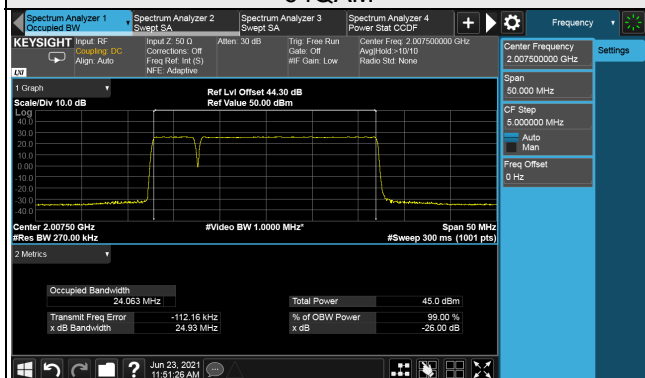 Spectrum Analyzer 1
Occupied BW
Spectrum Analyzer 2
Swept SA
Spectrum Analyzer 3
Swept SA
Spectrum Analyzer 4
Power Stat CCDF
Frequency
KEYSIGHT
Input: RF
Coupling: DC
Align: Auto
Input Z: 50 Ω
Corrections: Off
Freq Ref: Int (S)
NFE: Adaptive
Atten: 30 dB
Trig: Free Run
Gate: Off
#IF Gain: Low
Center Freq: 2.007500000 GHz
Avg|Hold:>10/10
Radio Std: None
LXI
Center Frequency
2.007500000 GHz
Settings
Span
50.000 MHz
CF Step
5.000000 MHz
Auto
Man
Freq Offset
0 Hz
1 Graph
Scale/Div 10.0 dB
Ref Lvl Offset 44.30 dB
Ref Value 50.00 dBm
Log
40.0
30.0
20.0
10.0
0.00
-10.0
-20.0
-30.0
-40.0
Center 2.00750 GHz
#Res BW 270.00 kHz
#Video BW 1.0000 MHz*
Span 50 MHz
#Sweep 300 ms (1001 pts)
2 Metrics
Occupied Bandwidth
24.063 MHz
Total Power 45.0 dBm
Transmit Freq Error -112.16 kHz
% of OBW Power 99.00 %
x dB Bandwidth 24.93 MHz
x dB -26.00 dB
?
Jun 23, 2021
11:51:26 AM